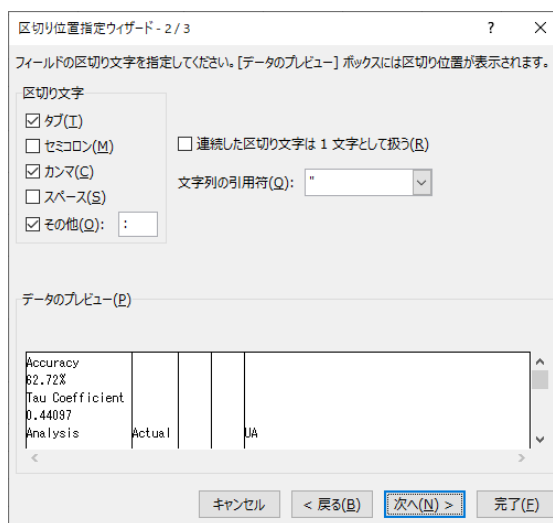 区切り位置指定ウィザード - 2 / 3
フィールドの区切り文字を指定してください。[データのプレビュー] ボックスには区切り位置が表示されます。
区切り文字
タブ(T)
セミコロン(M)
カンマ(C)
スペース(S)
その他(O): :
連続した区切り文字は 1 文字として扱う(R)
文字列の引用符(Q): "
データのプレビュー(P)
Accuracy
62.72%
Tau Coefficient
0.44097
Analysis Actual UA
キャンセル < 戻る(B) 次へ(N) > 完了(F)